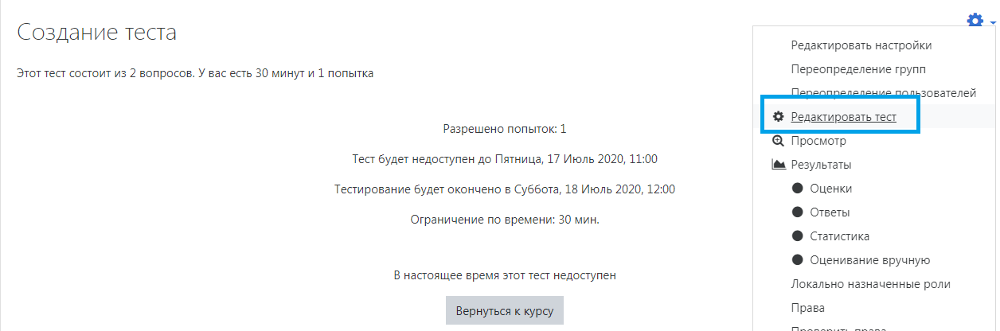 Создание теста
Этот тест состоит из 2 вопросов. У вас есть 30 минут и 1 попытка
Разрешено попыток: 1
Тест будет недоступен до Пятница, 17 Июль 2020, 11:00
Тестирование будет окончено в Суббота, 18 Июль 2020, 12:00
Ограничение по времени: 30 мин.
В настоящее время этот тест недоступен
Вернуться к курсу
Редактировать настройки
Переопределение групп
Переопределение пользователей
Редактировать тест
Просмотр
Результаты
Оценки
Ответы
Статистика
Оценивание вручную
Локально назначенные роли
Права
Проверить права